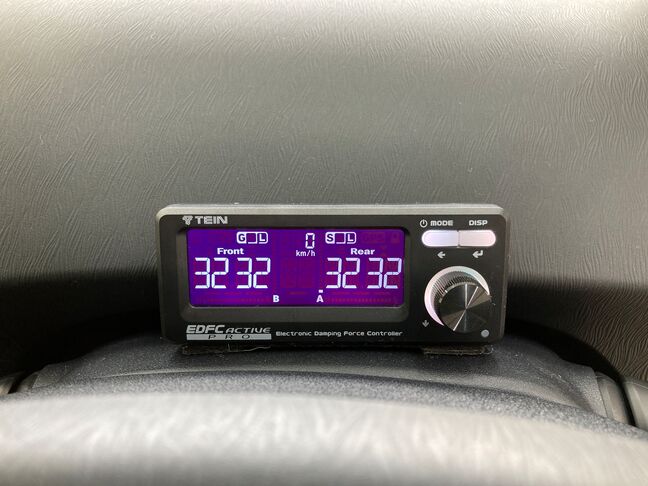 TEIN
MODE DISP
G L 0 S L
Front km/h Rear
32 32 32 32
B A
EDFC ACTIVE
PRO
Electronic Damping Force Controller